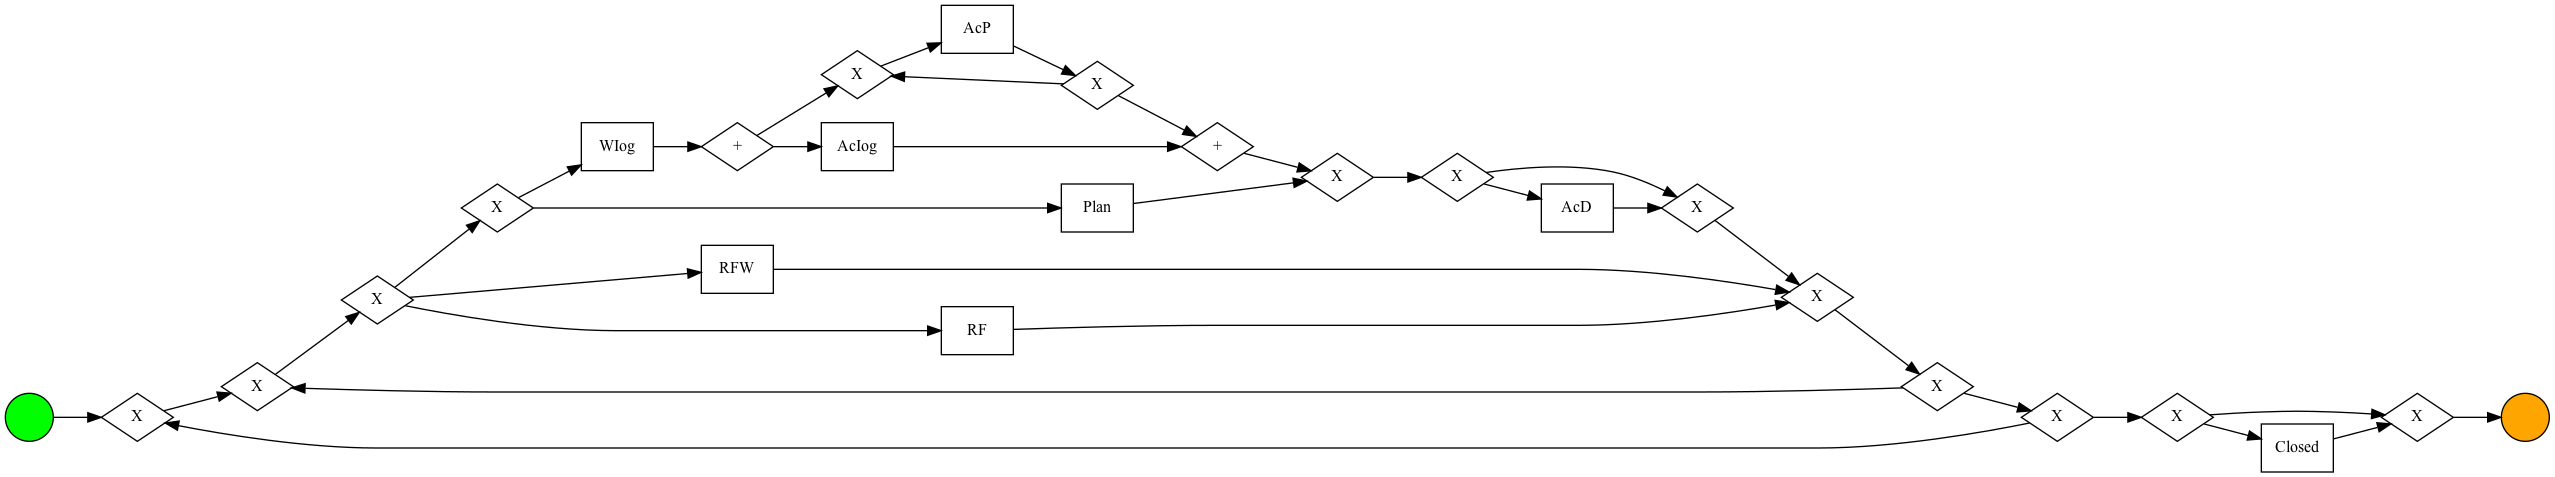 AcP
X
X
WIog
+
AcIog
+
X
X
X
Plan
AcD
X
RFW
X
X
RF
X
X
X
X
X
X
Closed